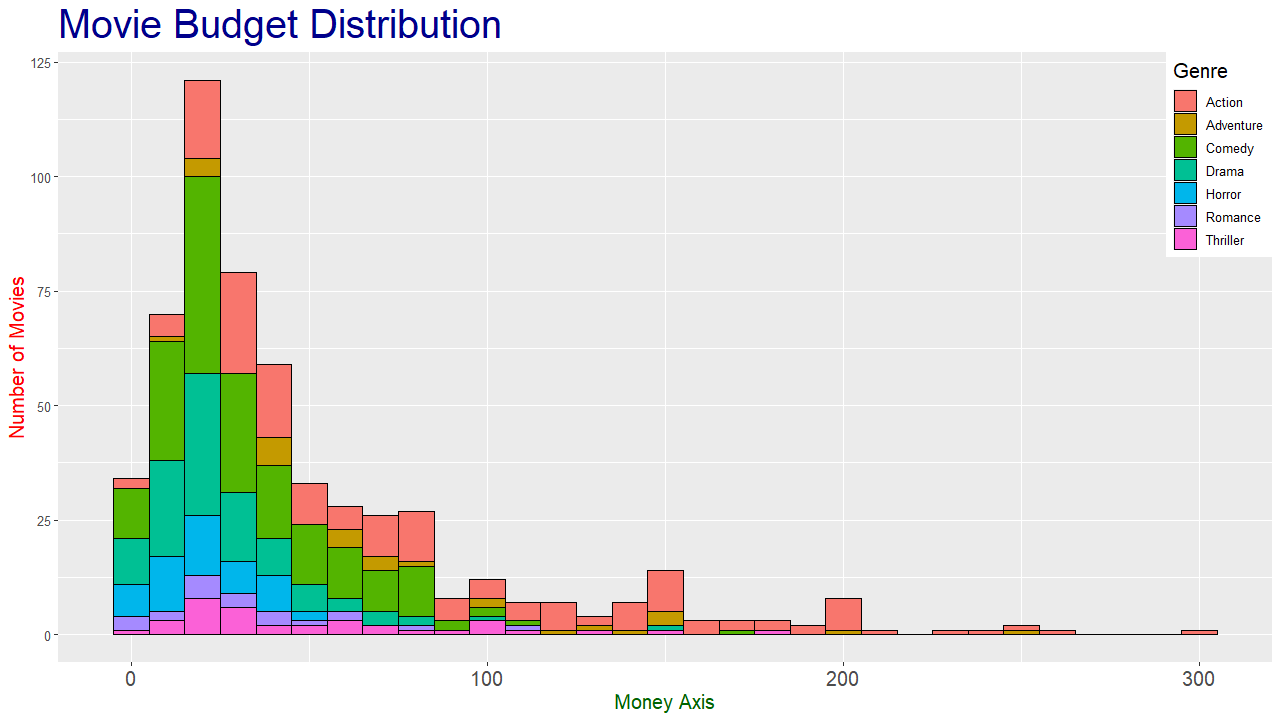 Movie Budget Distribution
Genre
Action
Adventure
Comedy
Drama
Horror
Romance
Thriller
Number of Movies
125
100
75
50
25
0
0 100 200 300
Money Axis